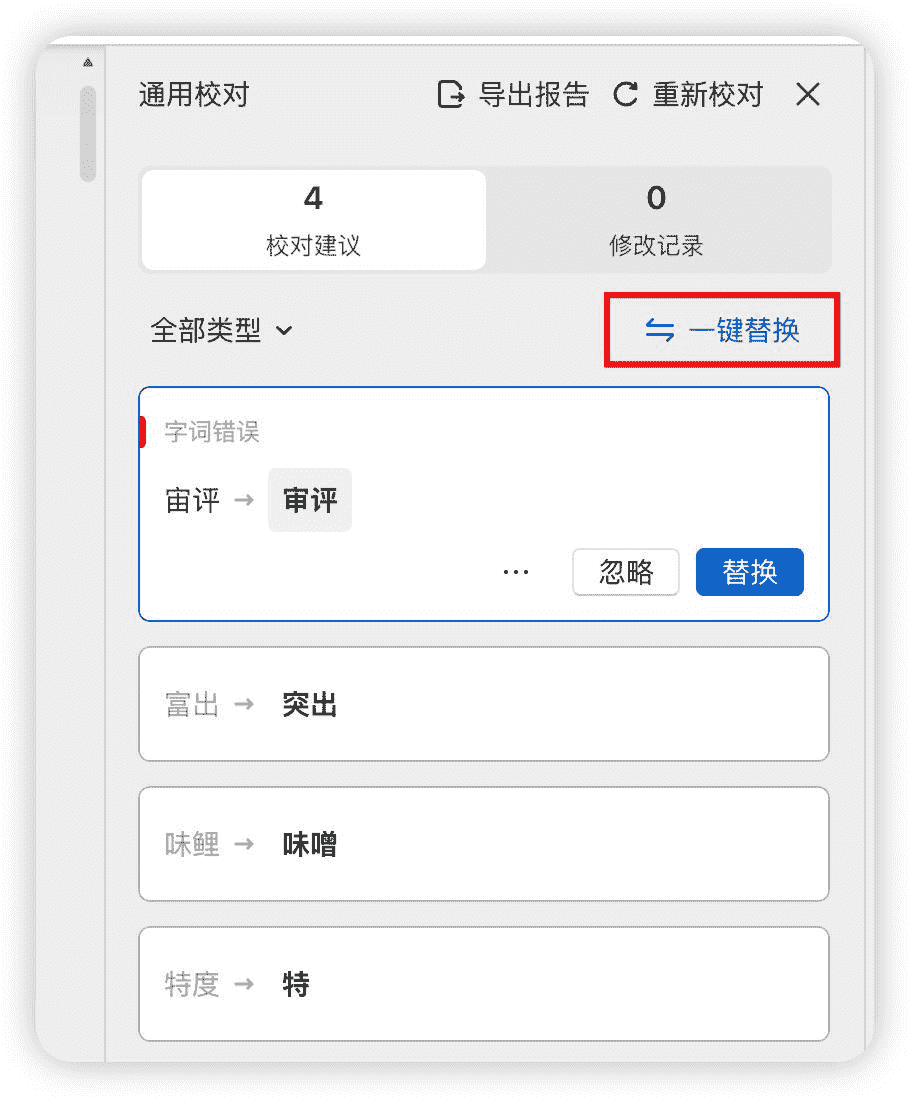 通用校对 导出报告 重新校对
4 0
校对建议 修改记录
全部类型 一键替换
字词错误
宙评 → 审评
... 忽略 替换
富出 → 突出
味鲤 → 味噌
特度 → 特